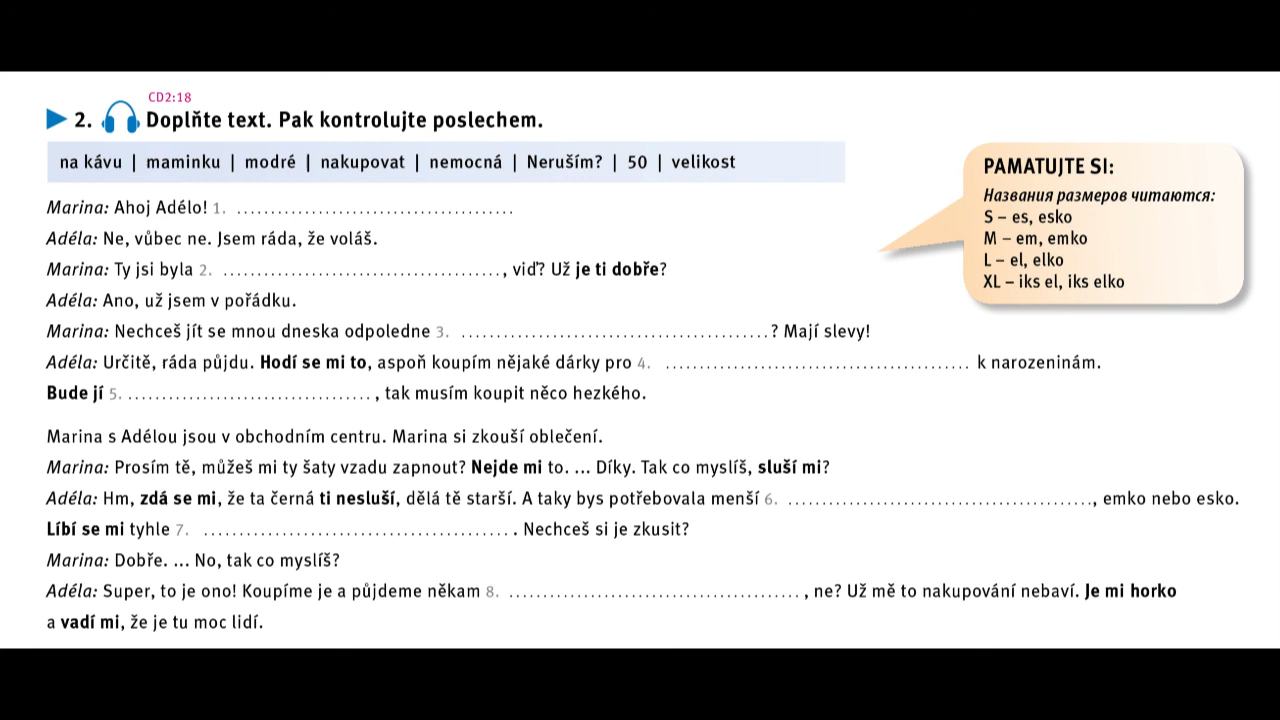 CD2:18
2. Doplňte text. Pak kontrolujte poslechem.
na kávu | maminku | modré | nakupovat | nemocná | Neruším? | 50 | velikost
PAMATUJTE SI:
Названия размеров читаются:
S – es, esko
M – em, emko
L – el, elko
XL – iks el, iks elko
Marina: Ahoj Adélo! 1. ..............................................
Adéla: Ne, vůbec ne. Jsem ráda, že voláš.
Marina: Ty jsi byla 2. .............................................., viď? Už je ti dobře?
Adéla: Ano, už jsem v pořádku.
Marina: Nechceš jít se mnou dneska odpoledne 3. ..................................................? Mají slevy!
Adéla: Určitě, ráda půjdu. Hodí se mi to, aspoň koupím nějaké dárky pro 4. .................................................. k narozeninám.
Bude jí 5. ........................................, tak musím koupit něco hezkého.
Marina s Adélou jsou v obchodním centru. Marina si zkouší oblečení.
Marina: Prosím tě, můžeš mi ty šaty vzadu zapnout? Nejde mi to. ... Díky. Tak co myslíš, sluší mi?
Adéla: Hm, zdá se mi, že ta černá ti nesluší, dělá tě starší. A taky bys potřebovala menší 6. .................................................., emko nebo esko.
Líbí se mi tyhle 7. .................................................. . Nechceš si je zkusit?
Marina: Dobře. ... No, tak co myslíš?
Adéla: Super, to je ono! Koupíme je a půjdeme někam 8. ................................................, ne? Už mě to nakupování nebaví. Je mi horko
a vadí mi, že je tu moc lidí.